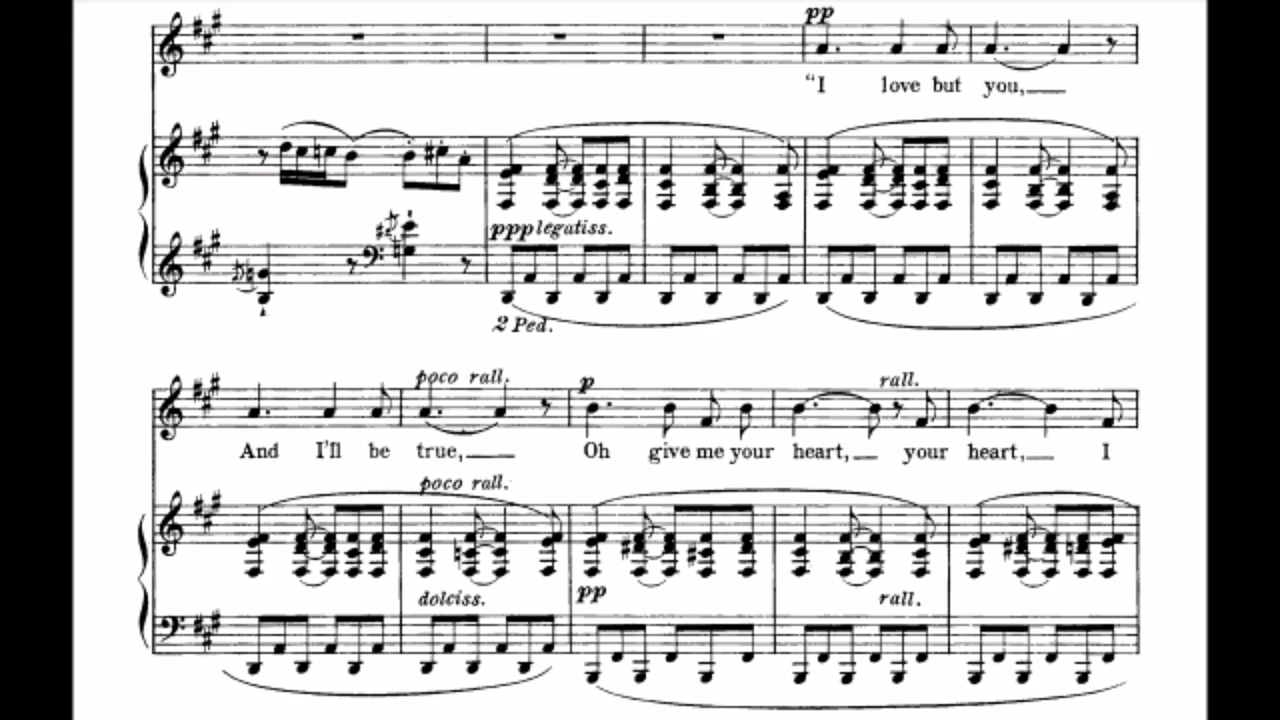 pp
“I love but you,
ppp legatiss.
2 Ped.
poco rall. p rall.
And I'll be true, Oh give me your heart, your heart, I
poco rall.
dolciss. pp rall.